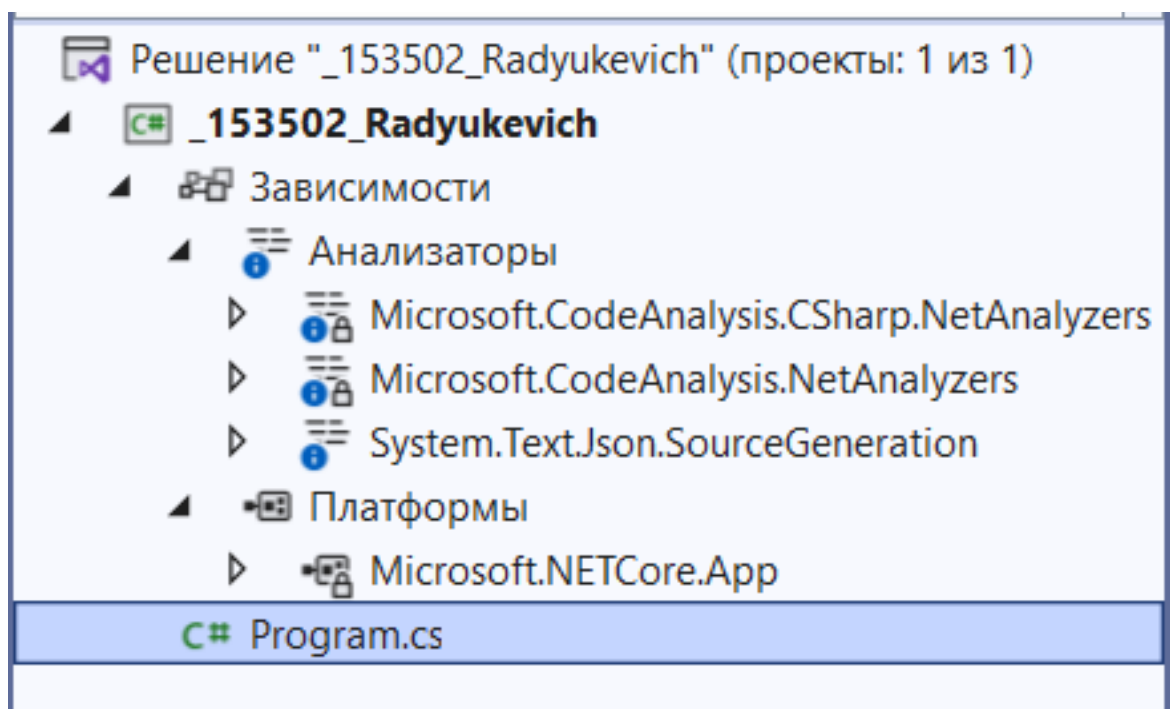 Решение "_153502_Radyukevich" (проекты: 1 из 1)
C# _153502_Radyukevich
Зависимости
Анализаторы
Microsoft.CodeAnalysis.CSharp.NetAnalyzers
Microsoft.CodeAnalysis.NetAnalyzers
System.Text.Json.SourceGeneration
Платформы
Microsoft.NETCore.App
C# Program.cs